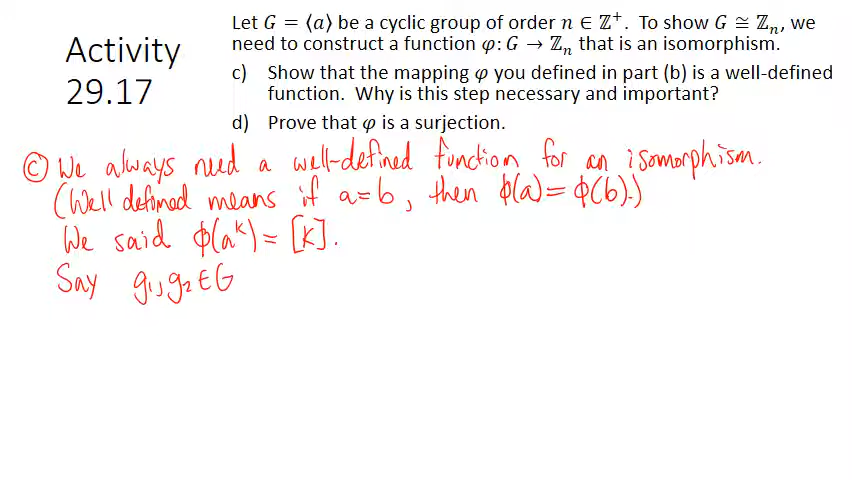 Activity
29.17
Let G = ⟨a⟩ be a cyclic group of order n ∈ ℤ⁺. To show G ≅ ℤₙ, we
need to construct a function φ: G → ℤₙ that is an isomorphism.
c) Show that the mapping φ you defined in part (b) is a well-defined
function. Why is this step necessary and important?
d) Prove that φ is a surjection.
c) We always need a well-defined function for an isomorphism.
(Well defined means if a=b, then ϕ(a)=ϕ(b).)
We said ϕ(aᵏ)=[k].
Say g₁,g₂∈G